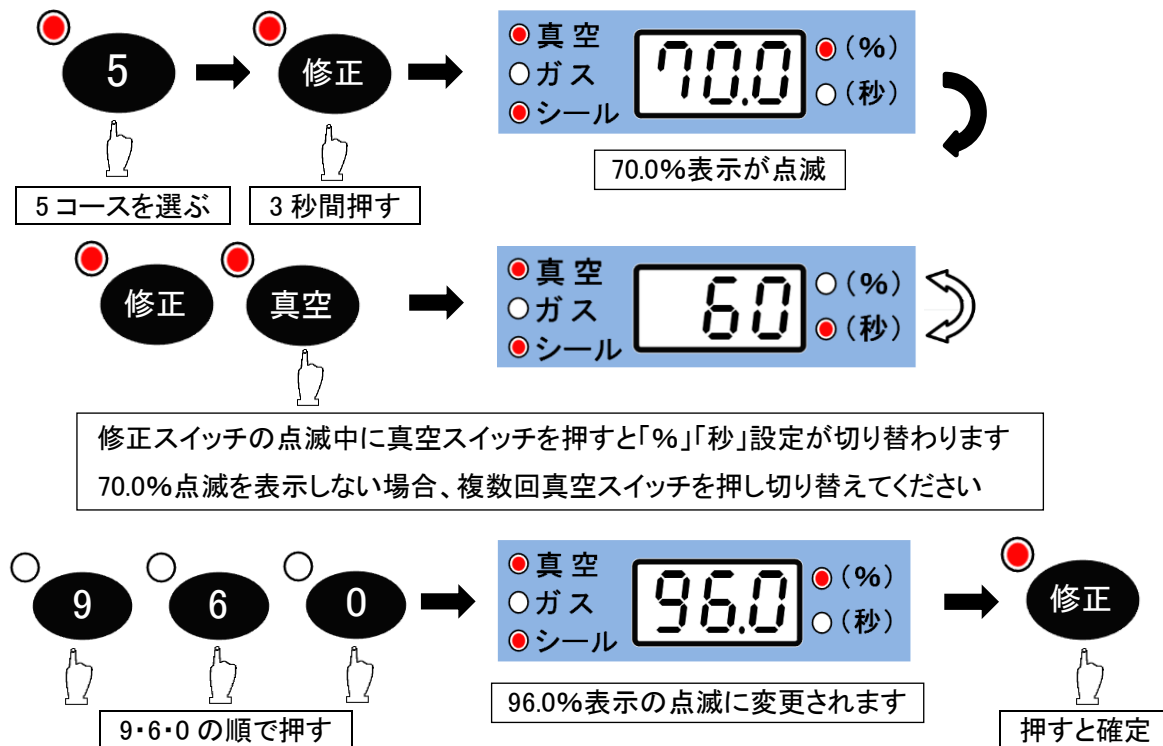 5
修正
真空
ガス
シール
70.0
(%)
(秒)
5コースを選ぶ
3秒間押す
70.0%表示が点滅
修正
真空
真空
ガス
シール
60
(%)
(秒)
修正スイッチの点滅中に真空スイッチを押すと「%」「秒」設定が切り替わります
70.0%点滅を表示しない場合、複数回真空スイッチを押し切り替えてください
9
6
0
真空
ガス
シール
96.0
(%)
(秒)
修正
9・6・0の順で押す
96.0%表示の点滅に変更されます
押すと確定